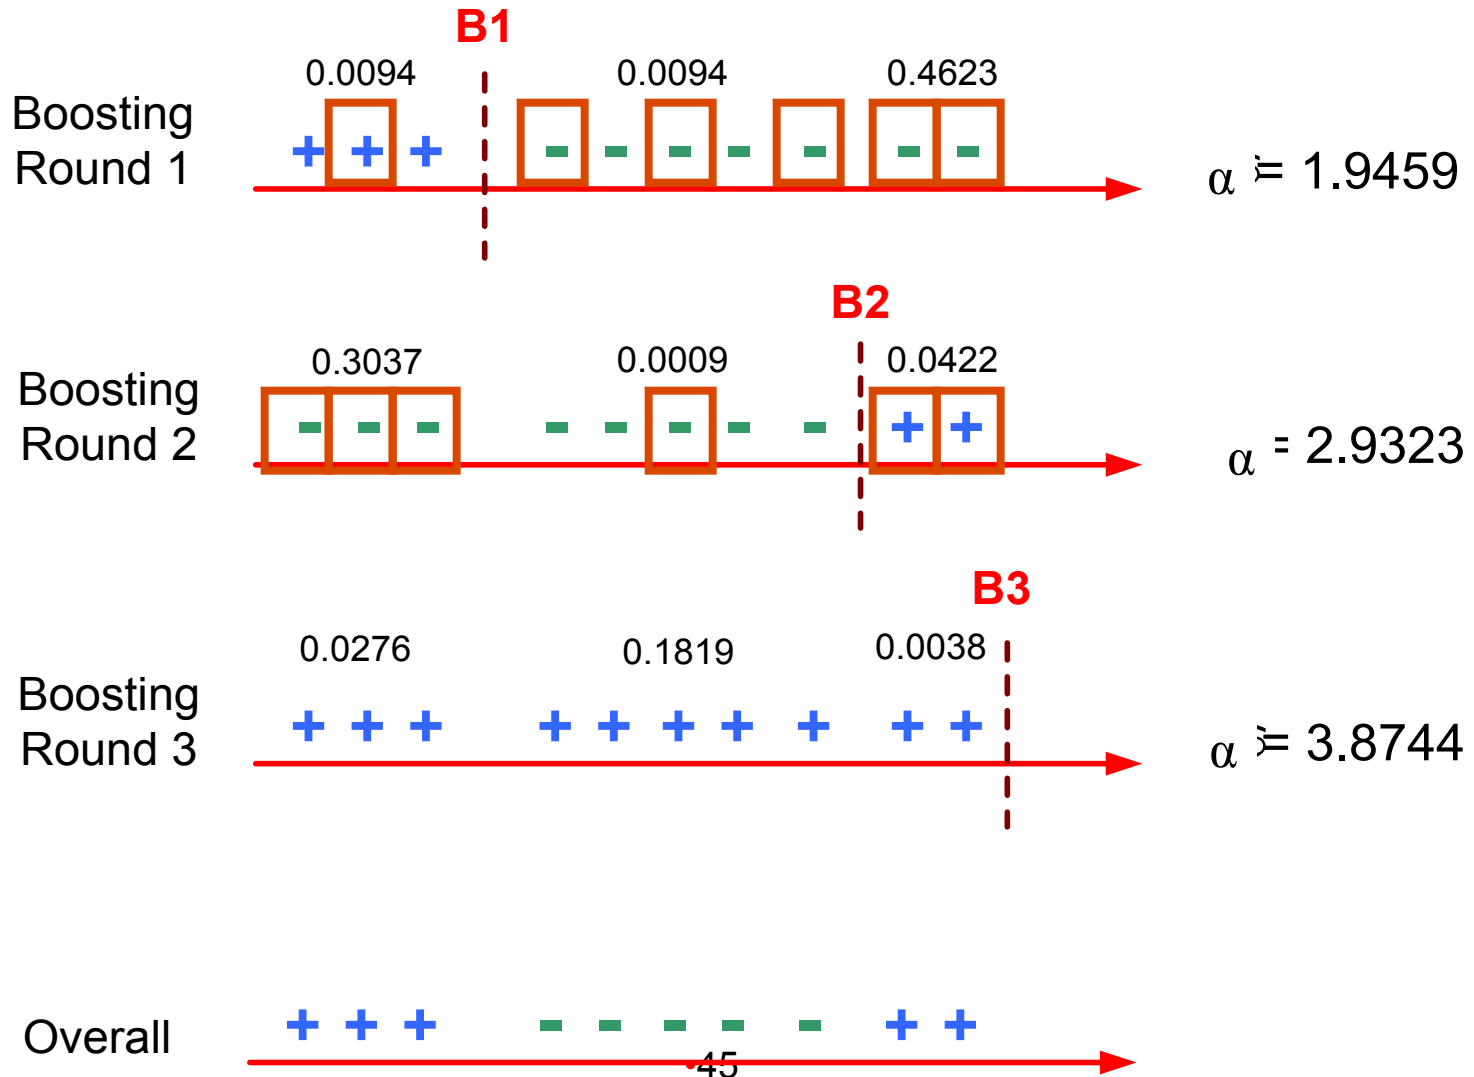 B1
0.0094 0.0094 0.4623
Boosting
Round 1
+ + + - - - - - - -
α = 1.9459
B2
0.3037 0.0009 0.0422
Boosting
Round 2
- - - - - - - - + +
α = 2.9323
B3
0.0276 0.1819 0.0038
Boosting
Round 3
+ + + + + + + + + +
α = 3.8744
Overall
+ + + - - - - - + +
45